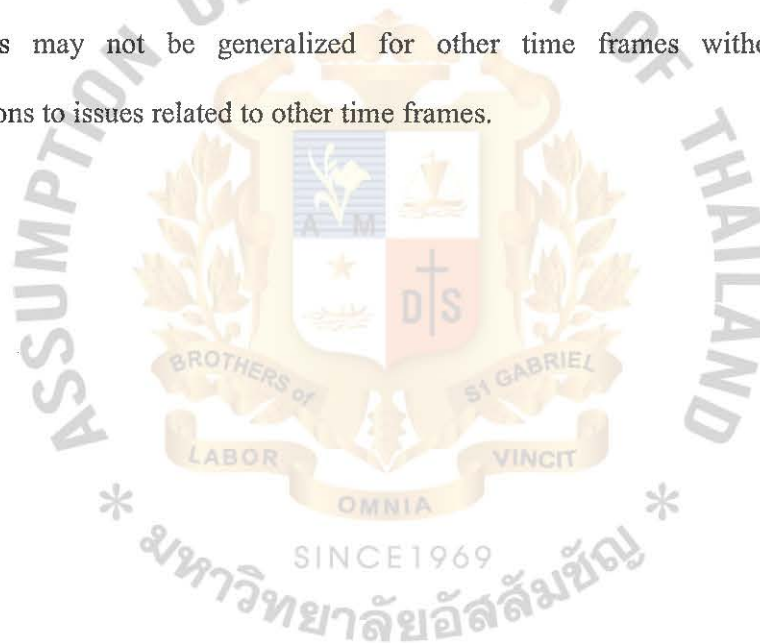 s may not be generalized for other time frames withe
ons to issues related to other time frames.
ASSUMPTION
OF
THAILAND
A M
D S
BROTHERS of
ST GABRIEL
LABOR
VINCIT
OMNIA
SINCE1969
มหาวิทยาลัยอัสสัมชัญ